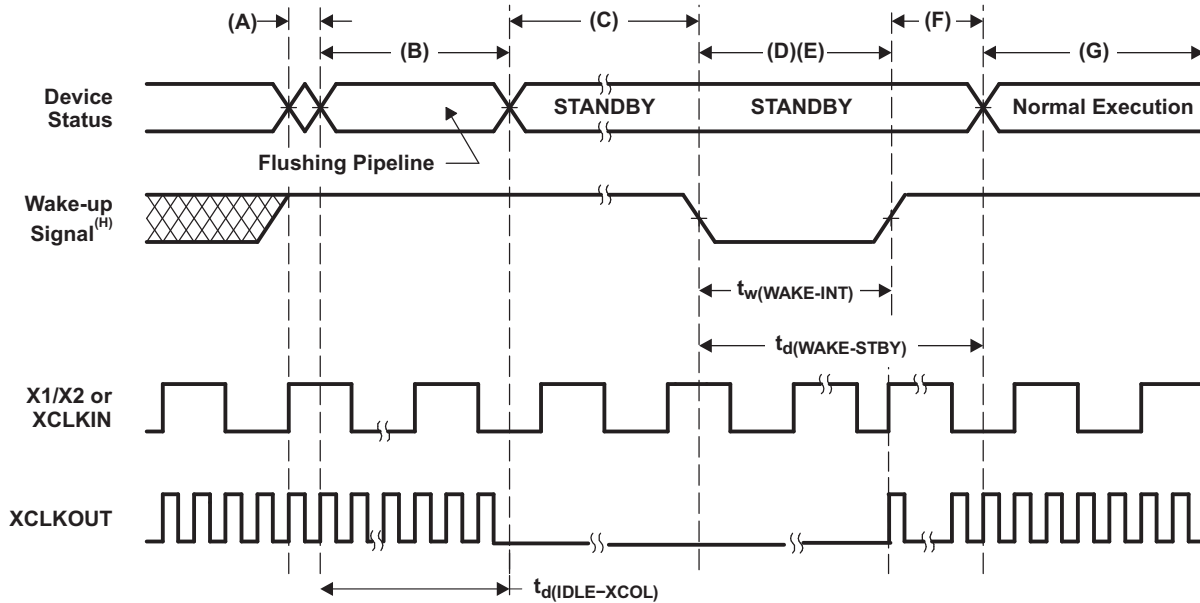 (A)
(C)
(F)
(B)
(D)(E)
(G)
Device
Status
STANDBY
STANDBY
Normal Execution
Flushing Pipeline
Wake-up
Signal(H)
tw(WAKE-INT)
td(WAKE-STBY)
X1/X2 or
XCLKIN
XCLKOUT
td(IDLE−XCOL)